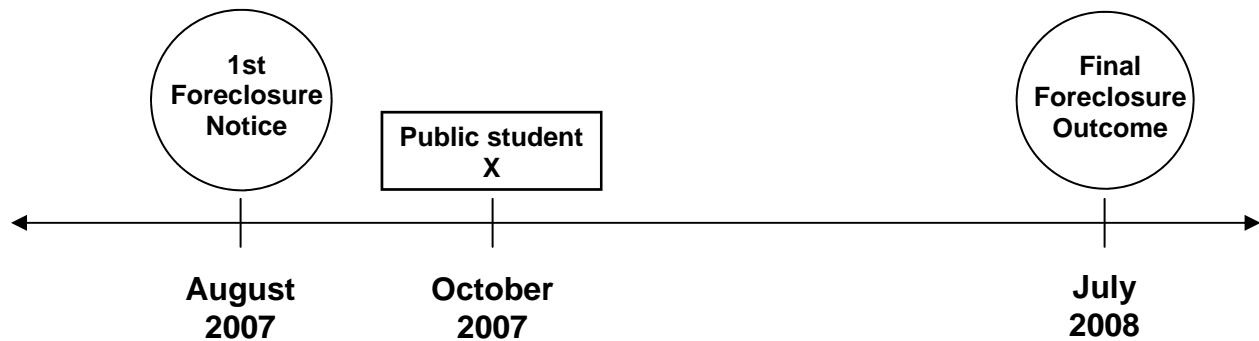 1st
Foreclosure
Notice
Public student
X
Final
Foreclosure
Outcome
August
2007
October
2007
July
2008